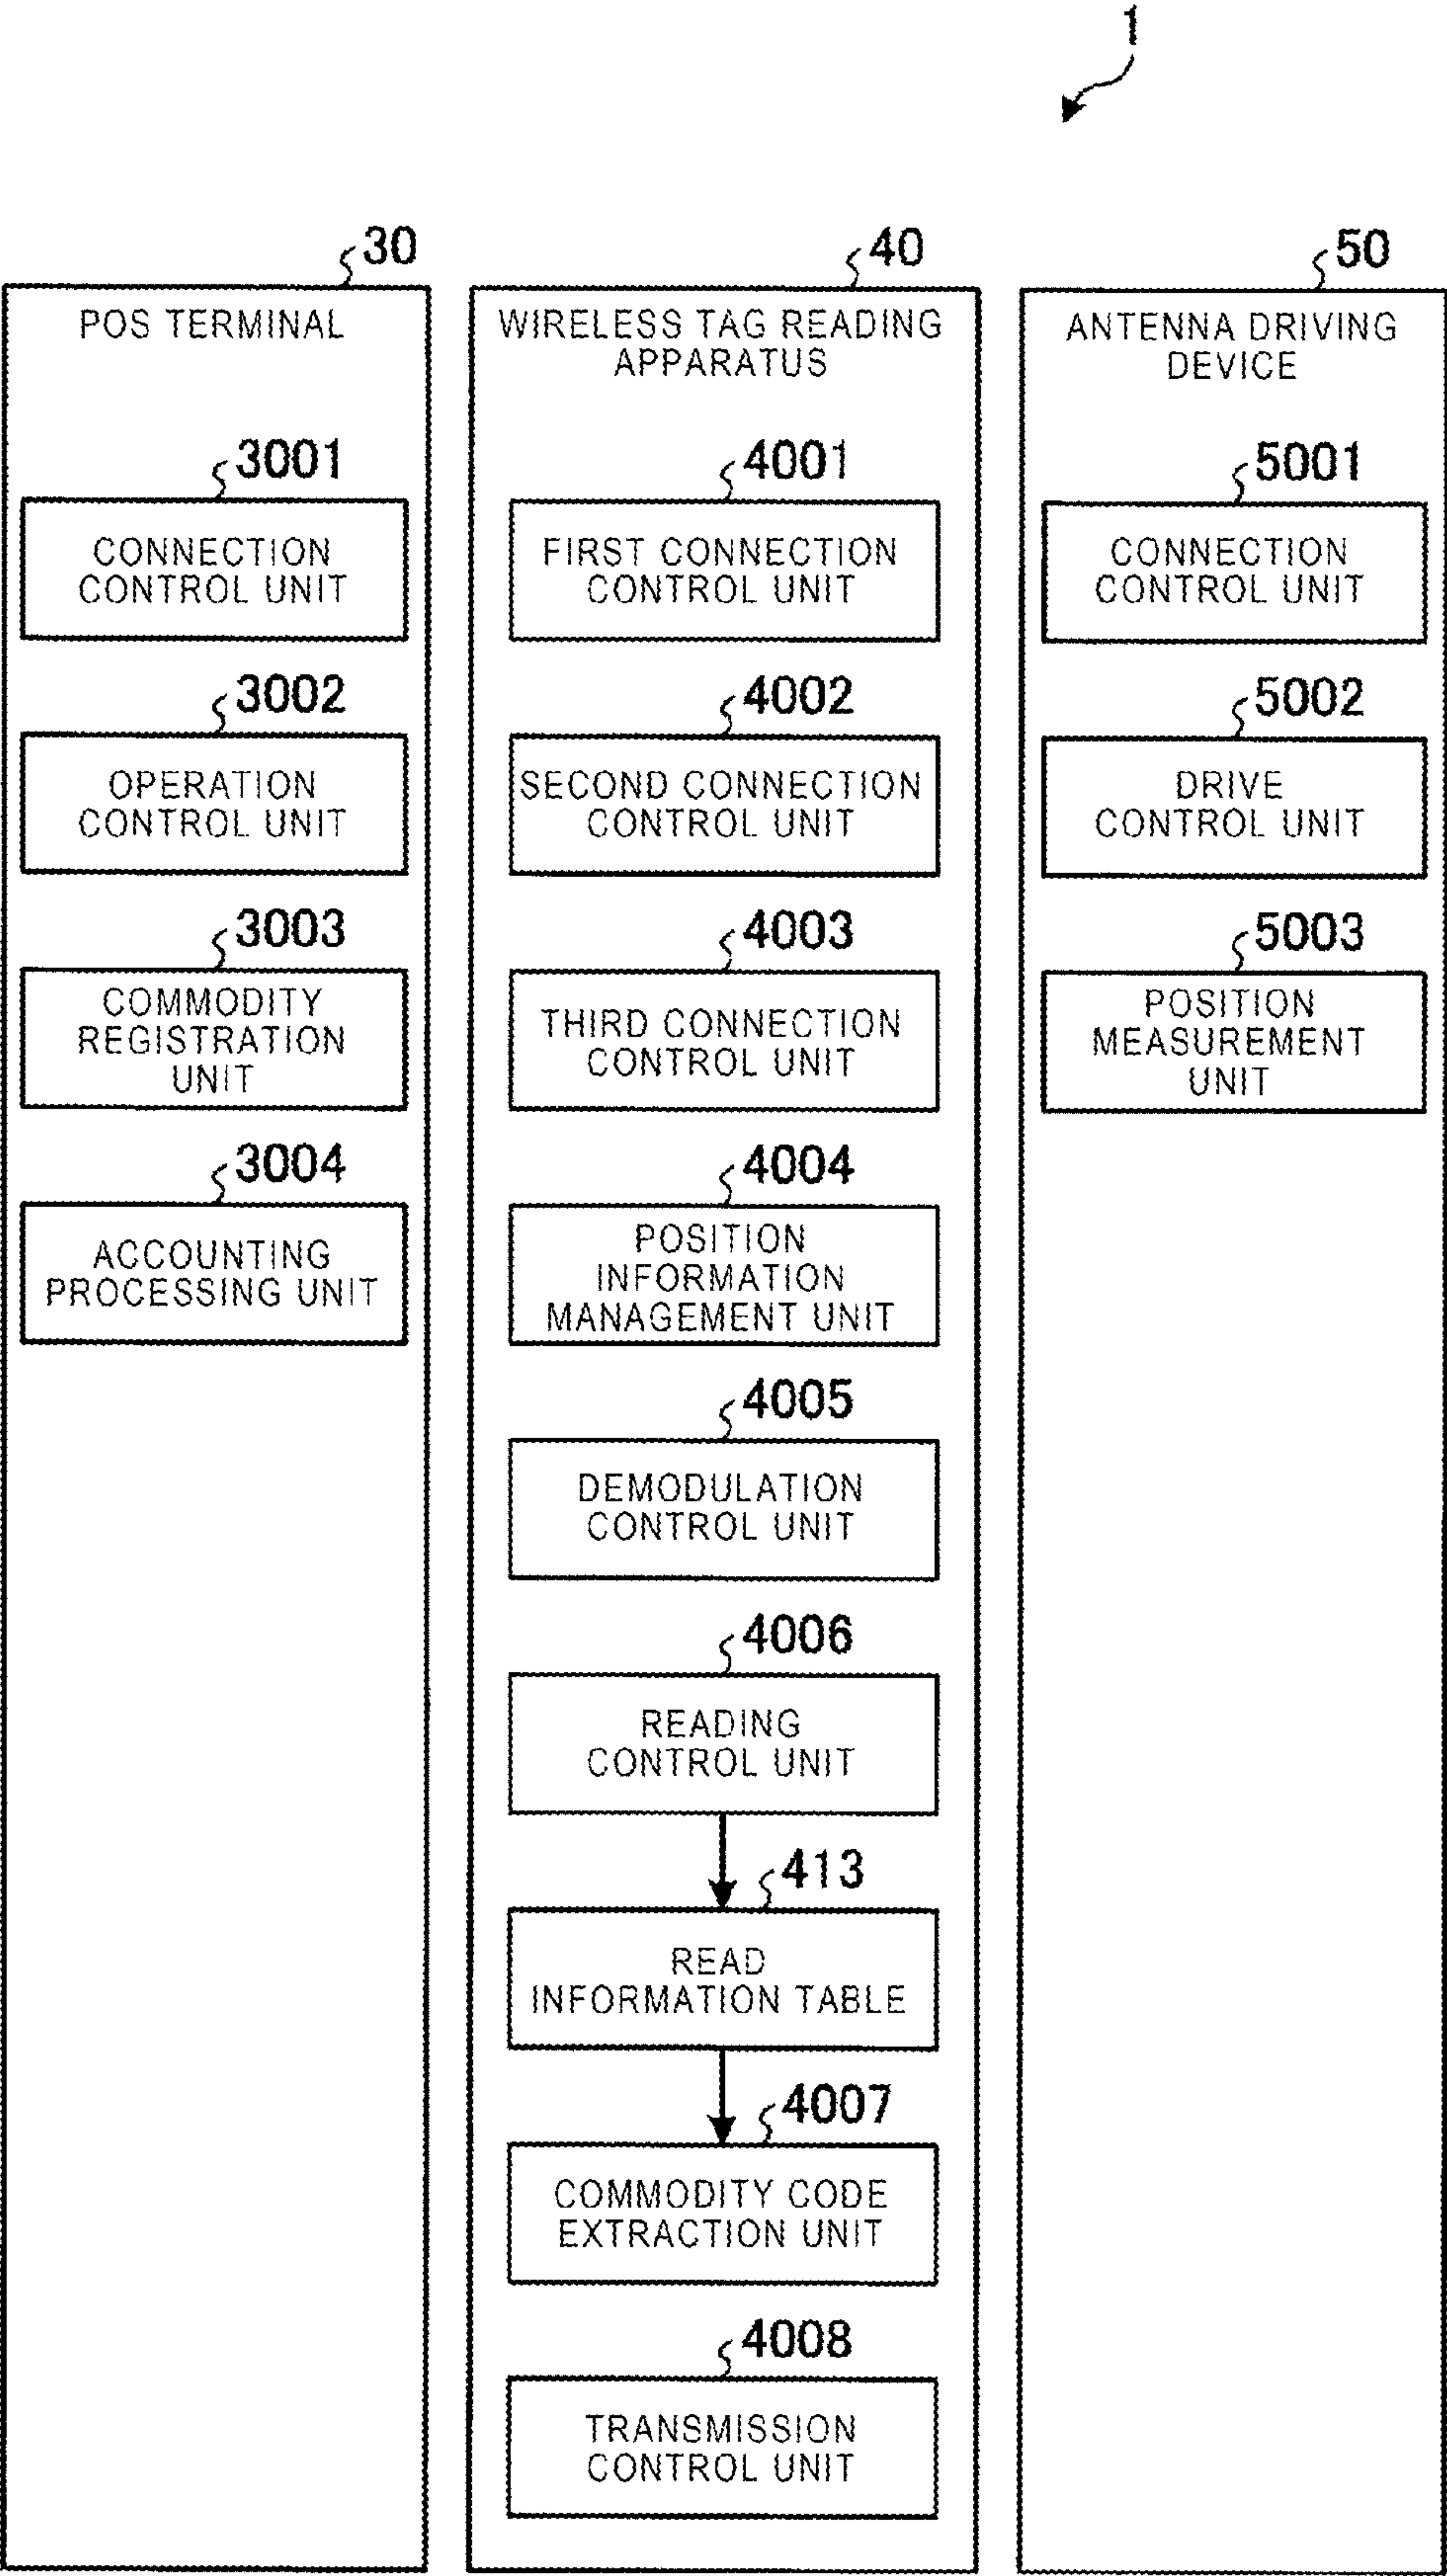 1
30
POS TERMINAL
3001
CONNECTION
CONTROL UNIT
3002
OPERATION
CONTROL UNIT
3003
COMMODITY
REGISTRATION
UNIT
3004
ACCOUNTING
PROCESSING UNIT
40
WIRELESS TAG READING
APPARATUS
4001
FIRST CONNECTION
CONTROL UNIT
4002
SECOND CONNECTION
CONTROL UNIT
4003
THIRD CONNECTION
CONTROL UNIT
4004
POSITION
INFORMATION
MANAGEMENT UNIT
4005
DEMODULATION
CONTROL UNIT
4006
READING
CONTROL UNIT
413
READ
INFORMATION TABLE
4007
COMMODITY CODE
EXTRACTION UNIT
4008
TRANSMISSION
CONTROL UNIT
50
ANTENNA DRIVING
DEVICE
5001
CONNECTION
CONTROL UNIT
5002
DRIVE
CONTROL UNIT
5003
POSITION
MEASUREMENT
UNIT